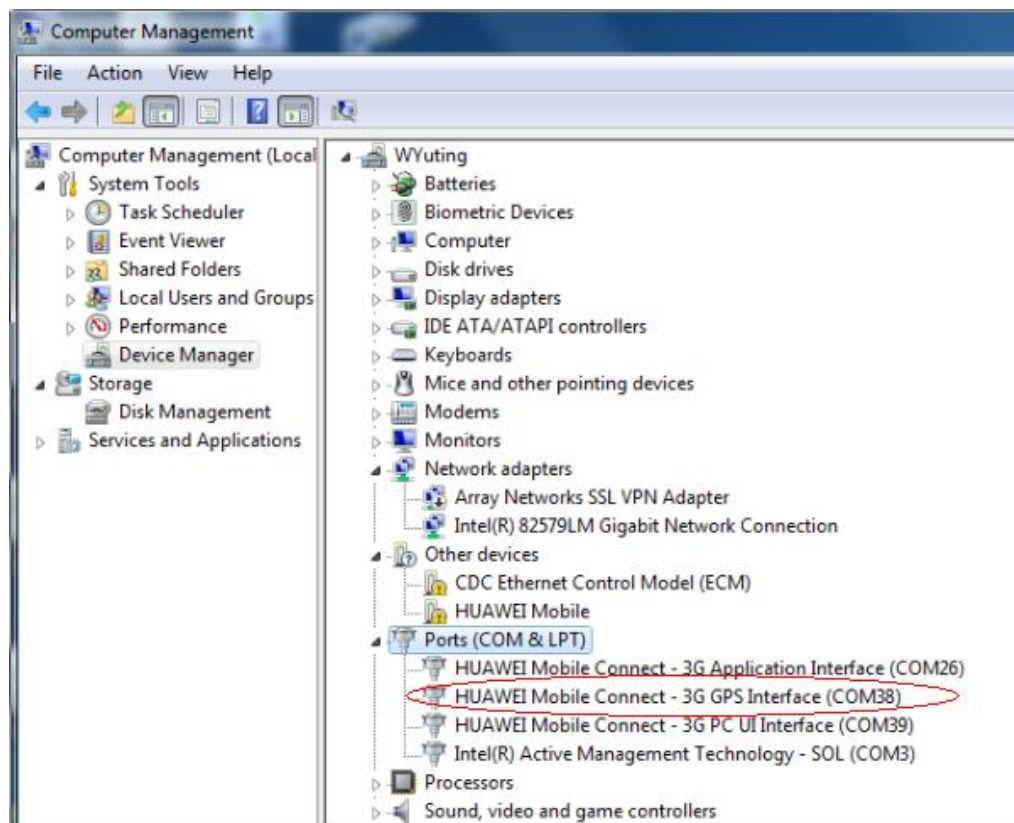 Computer Management
File Action View Help
Computer Management (Local
System Tools
Task Scheduler
Event Viewer
Shared Folders
Local Users and Groups
Performance
Device Manager
Storage
Disk Management
Services and Applications
WYuting
Batteries
Biometric Devices
Computer
Disk drives
Display adapters
IDE ATA/ATAPI controllers
Keyboards
Mice and other pointing devices
Modems
Monitors
Network adapters
Array Networks SSL VPN Adapter
Intel(R) 82579LM Gigabit Network Connection
Other devices
CDC Ethernet Control Model (ECM)
HUAWEI Mobile
Ports (COM & LPT)
HUAWEI Mobile Connect - 3G Application Interface (COM26)
HUAWEI Mobile Connect - 3G GPS Interface (COM38)
HUAWEI Mobile Connect - 3G PC UI Interface (COM39)
Intel(R) Active Management Technology - SOL (COM3)
Processors
Sound, video and game controllers